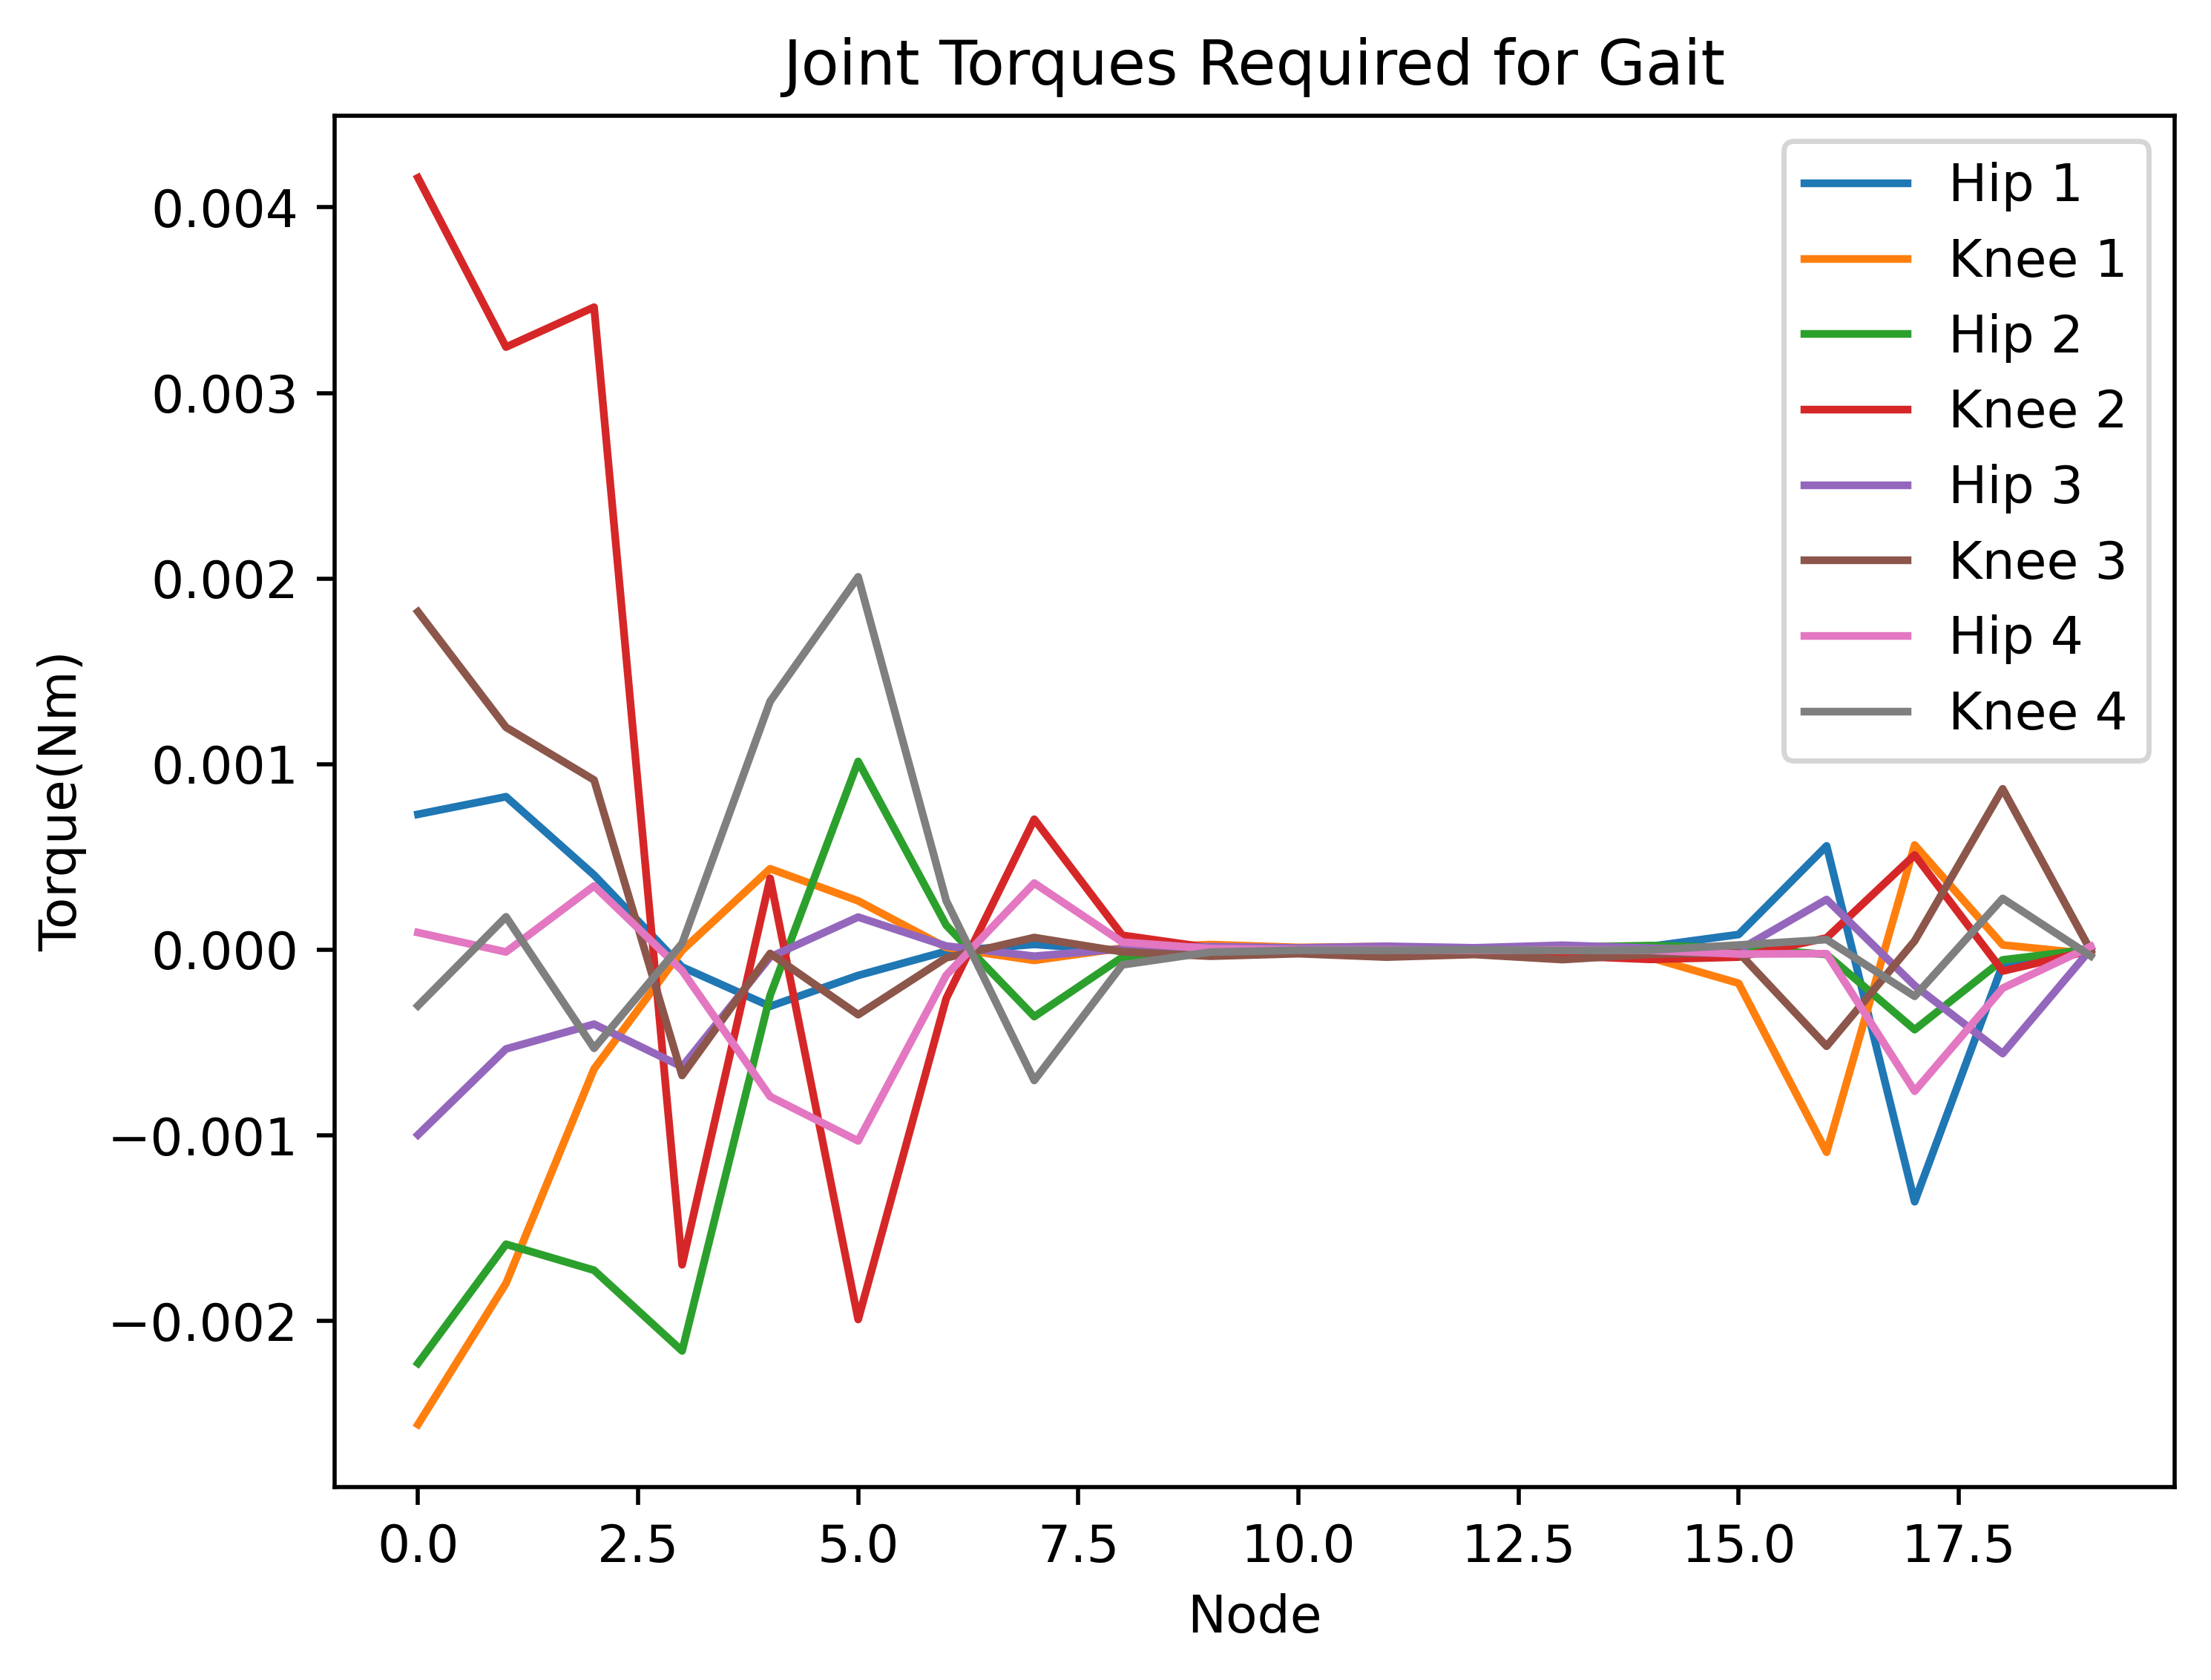 Joint Torques Required for Gait
Torque(Nm)
0.004
0.003
0.002
0.001
0.000
−0.001
−0.002
Hip 1
Knee 1
Hip 2
Knee 2
Hip 3
Knee 3
Hip 4
Knee 4
0.0 2.5 5.0 7.5 10.0 12.5 15.0 17.5
Node